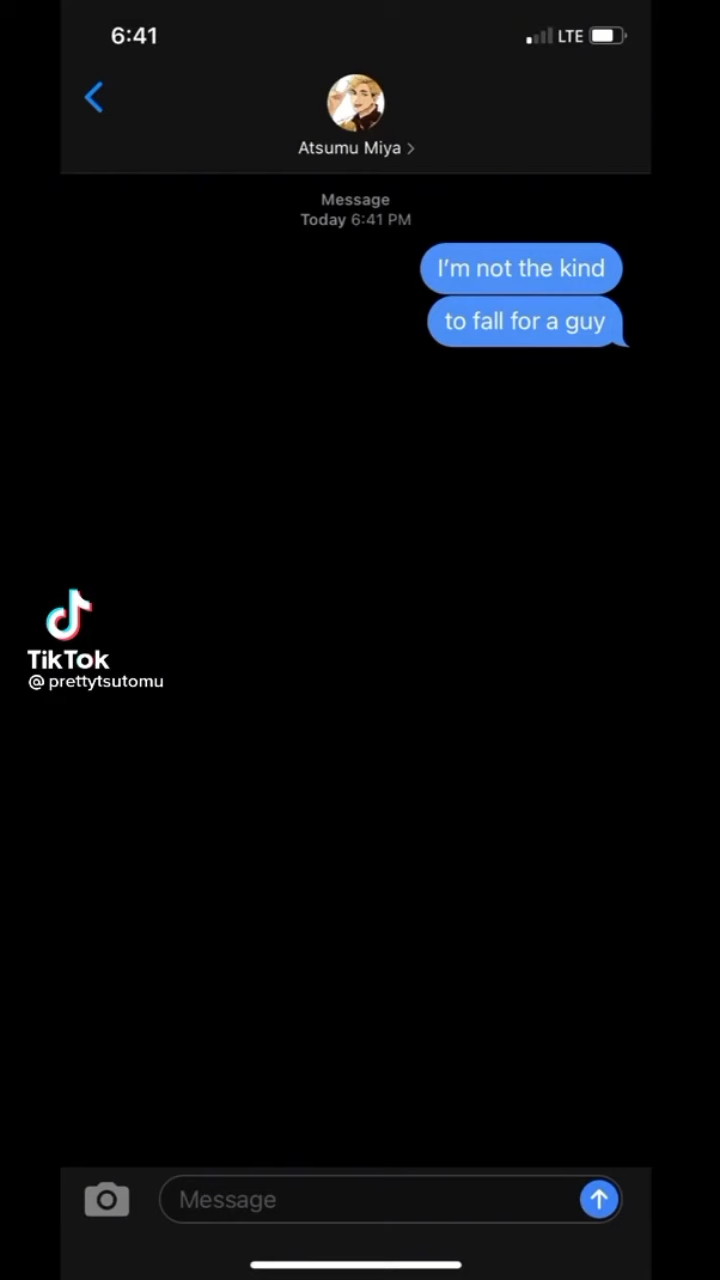 6:41
LTE
Atsumu Miya
Message
Today 6:41 PM
I’m not the kind
to fall for a guy
TikTok
@prettytsutomu
Message